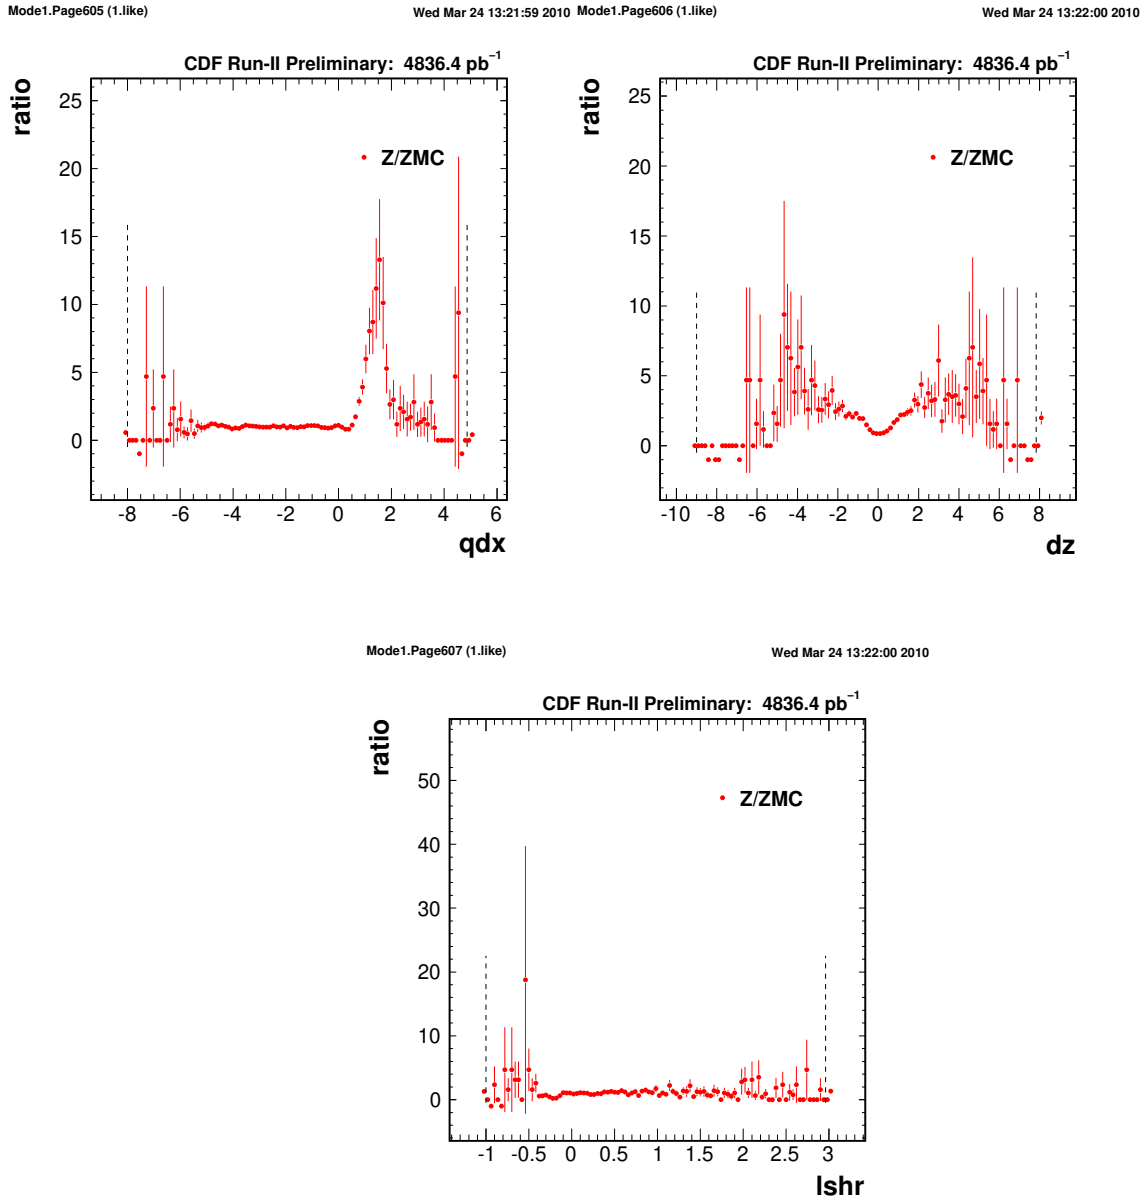 Mode1.Page605 (1.like) Wed Mar 24 13:21:59 2010
CDF Run-II Preliminary: 4836.4 pb⁻¹
ratio
25
20
15
10
5
0
Z/ZMC
-8 -6 -4 -2 0 2 4 6
qdx
Mode1.Page606 (1.like) Wed Mar 24 13:22:00 2010
CDF Run-II Preliminary: 4836.4 pb⁻¹
ratio
25
20
15
10
5
0
Z/ZMC
-10 -8 -6 -4 -2 0 2 4 6 8
dz
Mode1.Page607 (1.like) Wed Mar 24 13:22:00 2010
CDF Run-II Preliminary: 4836.4 pb⁻¹
ratio
50
40
30
20
10
0
Z/ZMC
-1 -0.5 0 0.5 1 1.5 2 2.5 3
lshr